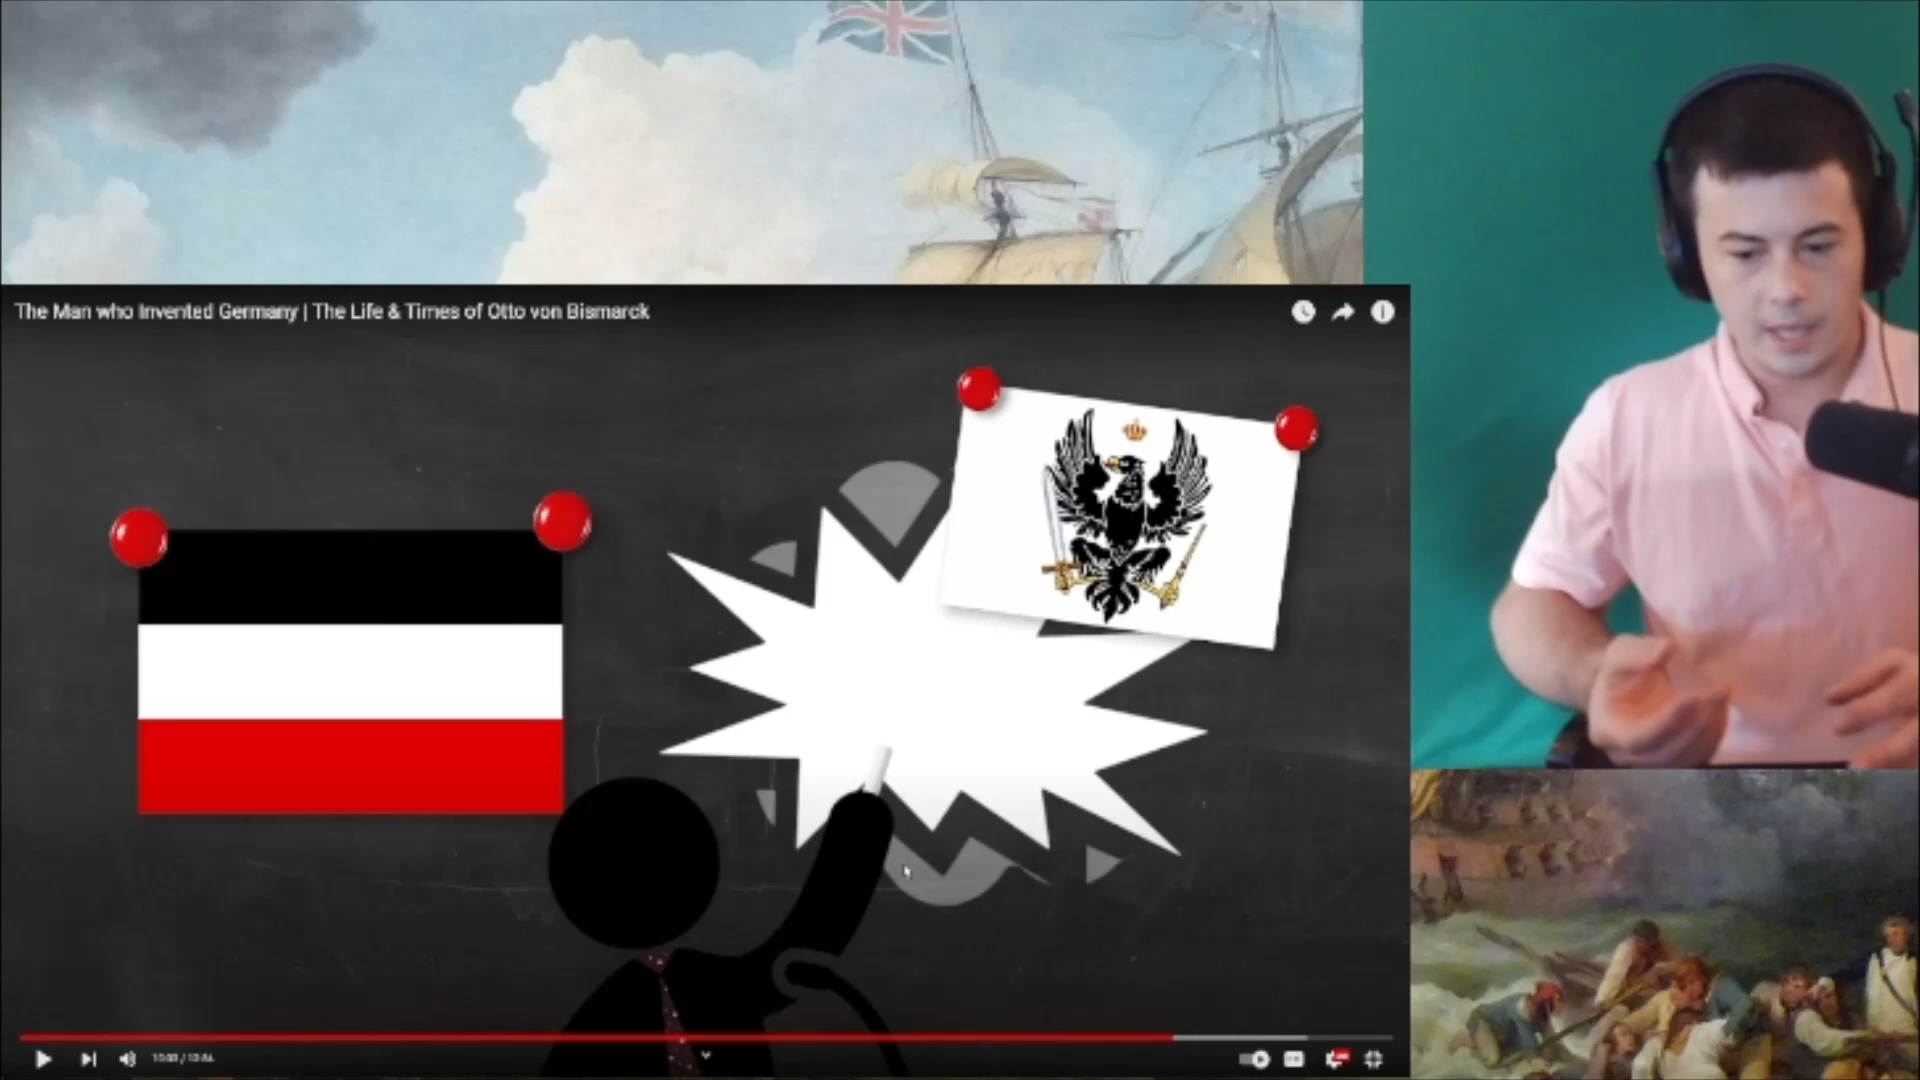 The Man who Invented Germany | The Life & Times of Otto von Bismarck